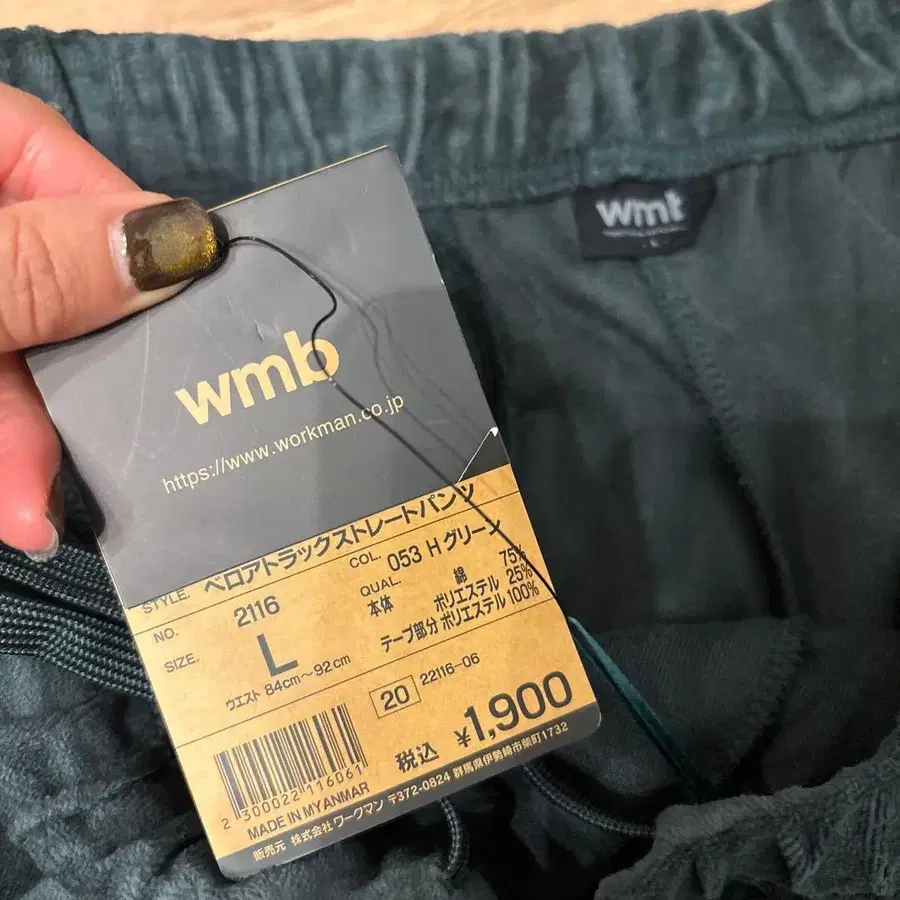 wmt
L
wmb
https://www.workman.co.jp
STYLE. ベロアトラックストレートパンツ
NO. 2116
COL. 053 Hグリーン
SIZE. L
ウエスト 84cm～92cm
QUAL.
本体 綿 75%
ポリエステル 25%
テープ部分 ポリエステル 100%
20 22116-06
税込 ¥1,900
2 300022 116061
MADE IN MYANMAR
販売元 株式会社 ワークマン 〒372-0824 群馬県伊勢崎市柴町1732